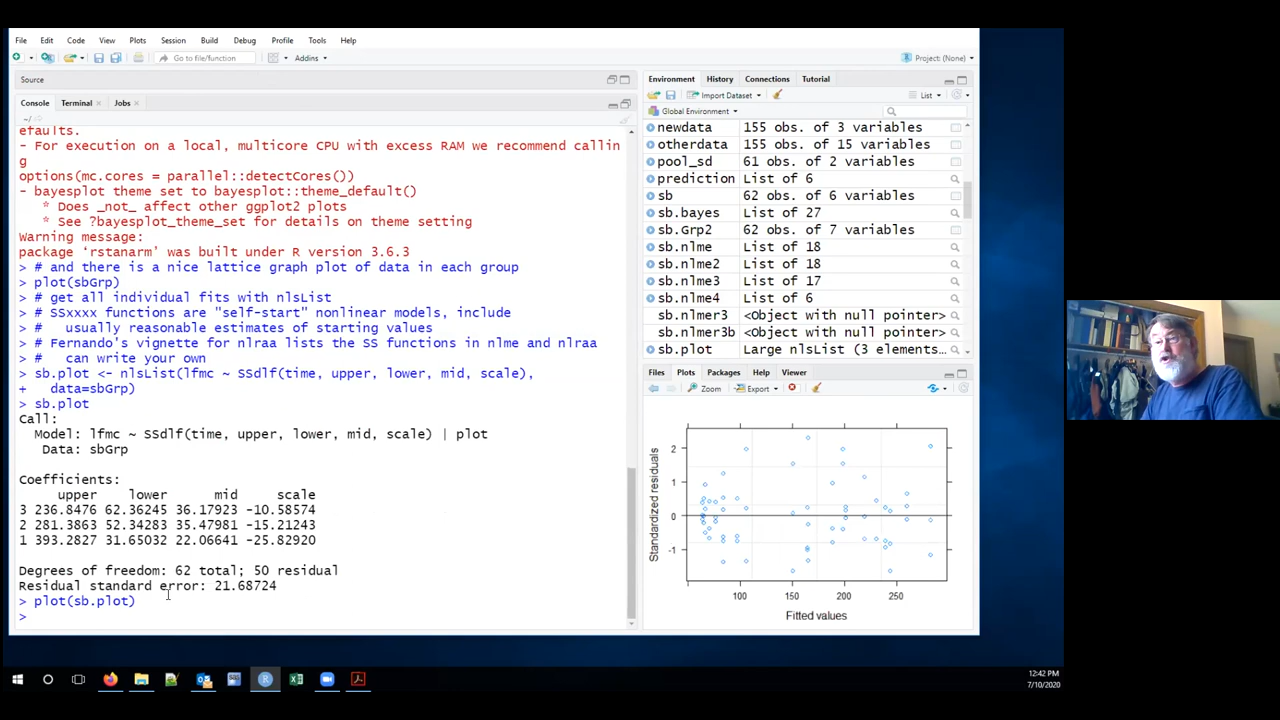 File Edit Code View Plots Session Build Debug Profile Tools Help
Go to file/function Addins Project: (None)
Source
Console Terminal Jobs
~/
efaults.
- For execution on a local, multicore CPU with excess RAM we recommend callin
g
options(mc.cores = parallel::detectCores())
- bayesplot theme set to bayesplot::theme_default()
* Does _not_ affect other ggplot2 plots
* See ?bayesplot_theme_set for details on theme setting
Warning message:
package ‘rstanarm’ was built under R version 3.6.3
> # and there is a nice lattice graph plot of data in each group
> plot(sbGrp)
> # get all individual fits with nlsList
> # SSxxxx functions are "self-start" nonlinear models, include
> #   usually reasonable estimates of starting values
> # Fernando's vignette for nlraa lists the SS functions in nlme and nlraa
> #   can write your own
> sb.plot <- nlsList(lfmc ~ SSdlf(time, upper, lower, mid, scale),
+   data=sbGrp)
> sb.plot
Call:
Model: lfmc ~ SSdlf(time, upper, lower, mid, scale) | plot
Data: sbGrp
Coefficients:
upper lower mid scale
3 236.8476 62.36245 36.17923 -10.58574
2 281.3863 52.34283 35.47981 -15.21243
1 393.2827 31.65032 22.06641 -25.82920
Degrees of freedom: 62 total; 50 residual
Residual standard error: 21.68724
> plot(sb.plot)
>
Environment History Connections Tutorial
Import Dataset List
Global Environment
newdata 155 obs. of 3 variables
otherdata 155 obs. of 15 variables
pool_sd 61 obs. of 2 variables
prediction List of 6
sb 62 obs. of 6 variables
sb.bayes List of 27
sb.Grp2 62 obs. of 7 variables
sb.nlme List of 18
sb.nlme2 List of 18
sb.nlme3 List of 17
sb.nlme4 List of 6
sb.nlmer3 <Object with null pointer>
sb.nlmer3b <Object with null pointer>
sb.plot Large nlsList (3 elements…
Files Plots Packages Help Viewer
Zoom Export
Standardized residuals
2
1
0
-1
100 150 200 250
Fitted values
12:42 PM
7/10/2020